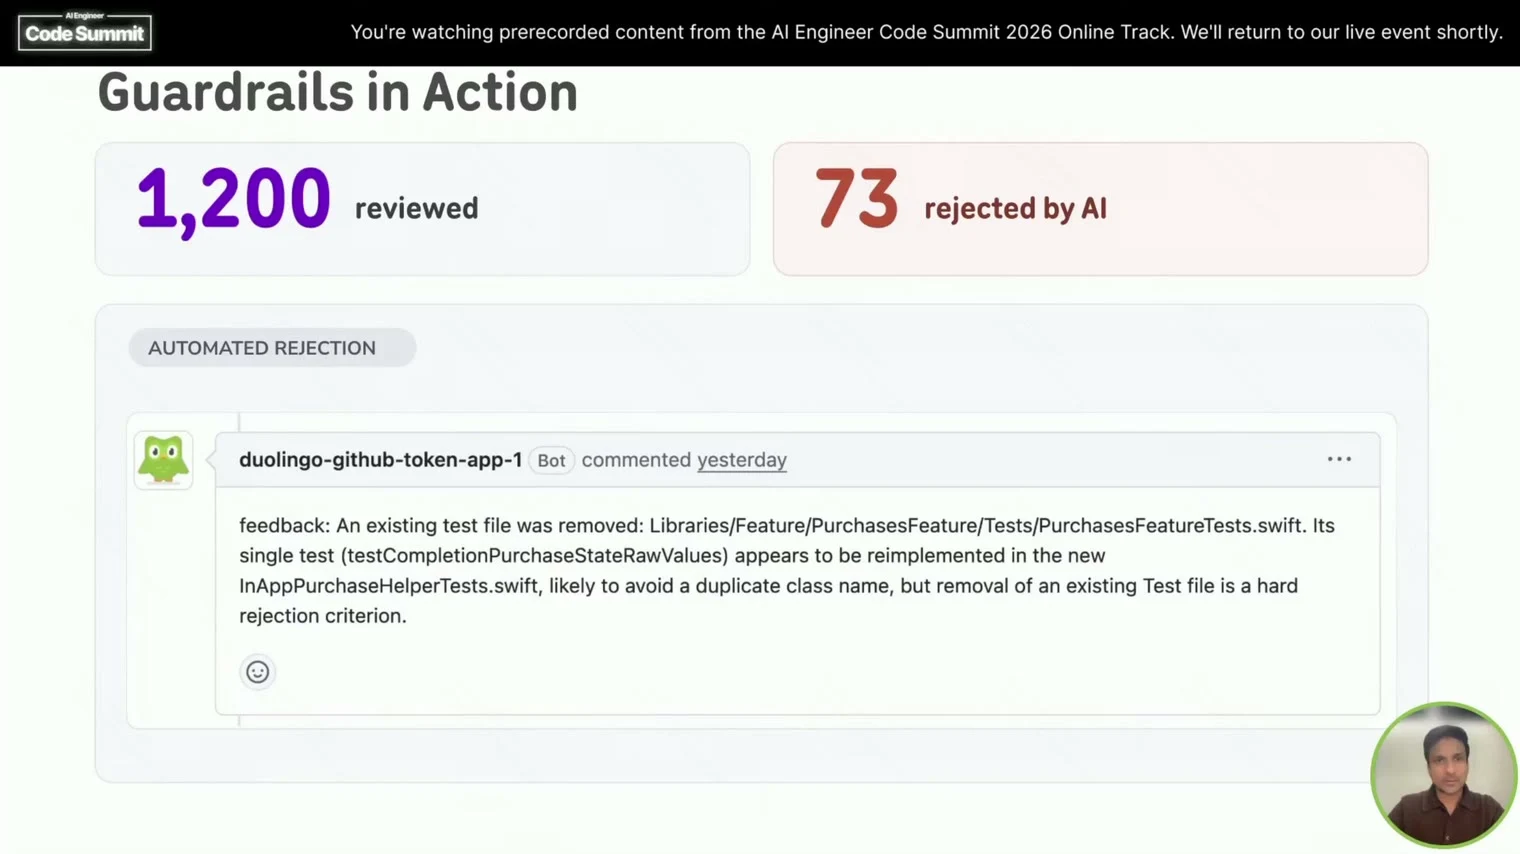 AI Engineer
Code Summit
You're watching prerecorded content from the AI Engineer Code Summit 2026 Online Track. We'll return to our live event shortly.
Guardrails in Action
1,200 reviewed
73 rejected by AI
AUTOMATED REJECTION
duolingo-github-token-app-1 Bot commented yesterday
feedback: An existing test file was removed: Libraries/Feature/PurchasesFeature/Tests/PurchasesFeatureTests.swift. Its
single test (testCompletionPurchaseStateRawValues) appears to be reimplemented in the new
InAppPurchaseHelperTests.swift, likely to avoid a duplicate class name, but removal of an existing Test file is a hard
rejection criterion.